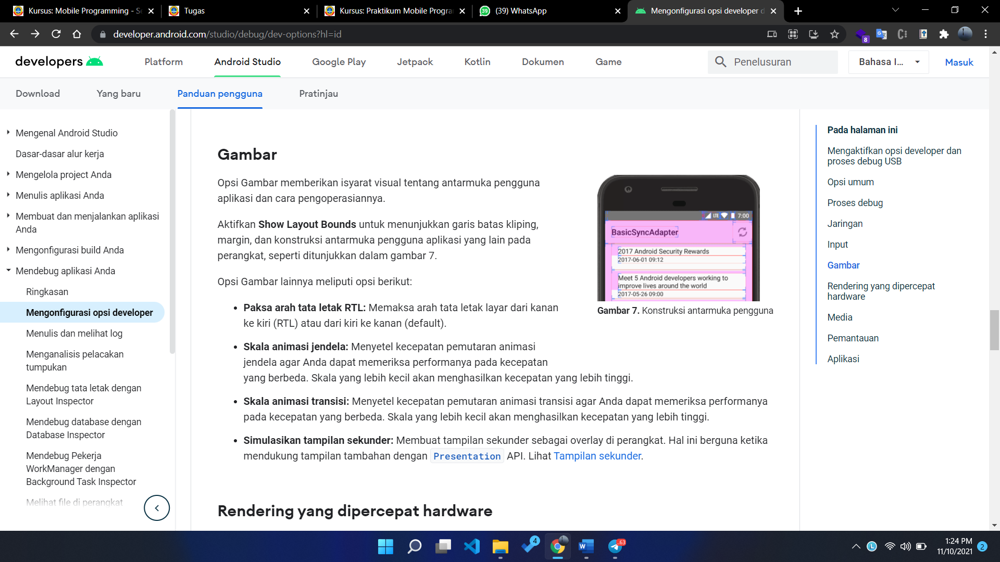 Kursus: Mobile Programming - Se
Tugas
Kursus: Praktikum Mobile Progra
(39) WhatsApp
Mengonfigurasi opsi developer d
developer.android.com/studio/debug/dev-options?hl=id
8
developers
Platform
Android Studio
Google Play
Jetpack
Kotlin
Dokumen
Game
Penelusuran
Bahasa I...
Masuk
Download
Yang baru
Panduan pengguna
Pratinjau
Mengenal Android Studio
Dasar-dasar alur kerja
Mengelola project Anda
Menulis aplikasi Anda
Membuat dan menjalankan aplikasi
Anda
Mengonfigurasi build Anda
Mendebug aplikasi Anda
Ringkasan
Mengonfigurasi opsi developer
Menulis dan melihat log
Menganalisis pelacakan
tumpukan
Mendebug tata letak dengan
Layout Inspector
Mendebug database dengan
Database Inspector
Mendebug Pekerja
WorkManager dengan
Background Task Inspector
Melihat file di perangkat
Gambar
Opsi Gambar memberikan isyarat visual tentang antarmuka pengguna
aplikasi dan cara pengoperasiannya.
Aktifkan Show Layout Bounds untuk menunjukkan garis batas kliping,
margin, dan konstruksi antarmuka pengguna aplikasi yang lain pada
perangkat, seperti ditunjukkan dalam gambar 7.
Opsi Gambar lainnya meliputi opsi berikut:
LTE 7:00
BasicSyncAdapter
2017 Android Security Rewards
2017-06-01 09:12
Meet 5 Android developers working to
improve lives around the world
2017-05-26 09:00
Gambar 7. Konstruksi antarmuka pengguna
• Paksa arah tata letak RTL: Memaksa arah tata letak layar dari kanan
ke kiri (RTL) atau dari kiri ke kanan (default).
• Skala animasi jendela: Menyetel kecepatan pemutaran animasi
jendela agar Anda dapat memeriksa performanya pada kecepatan
yang berbeda. Skala yang lebih kecil akan menghasilkan kecepatan yang lebih tinggi.
• Skala animasi transisi: Menyetel kecepatan pemutaran animasi transisi agar Anda dapat memeriksa performanya
pada kecepatan yang berbeda. Skala yang lebih kecil akan menghasilkan kecepatan yang lebih tinggi.
• Simulasikan tampilan sekunder: Membuat tampilan sekunder sebagai overlay di perangkat. Hal ini berguna ketika
mendukung tampilan tambahan dengan Presentation API. Lihat Tampilan sekunder.
Rendering yang dipercepat hardware
Pada halaman ini
Mengaktifkan opsi developer dan
proses debug USB
Opsi umum
Proses debug
Jaringan
Input
Gambar
Rendering yang dipercepat
hardware
Media
Pemantauan
Aplikasi
4
W
63
L
1:24 PM
11/10/2021
2